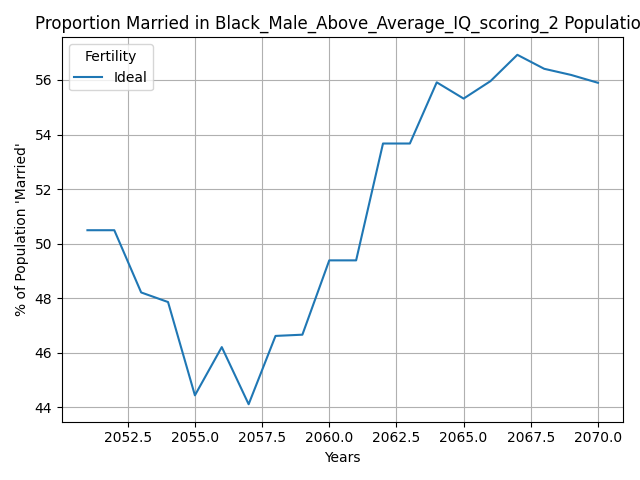 Proportion Married in Black_Male_Above_Average_IQ_scoring_2 Populatio
Fertility
Ideal
56
54
52
50
48
46
44
% of Population 'Married'
2052.5 2055.0 2057.5 2060.0 2062.5 2065.0 2067.5 2070.0
Years